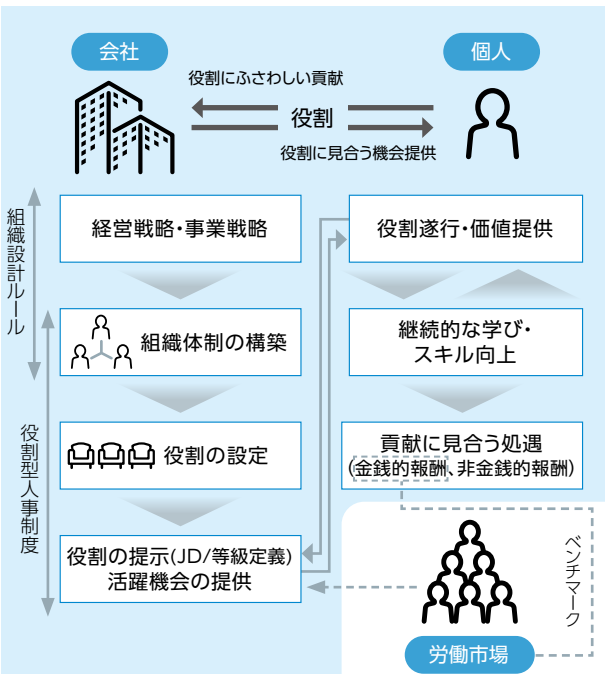 会社
個人
役割にふさわしい貢献
役割
役割に見合う機会提供
組織設計ルール
役割型人事制度
経営戦略・事業戦略
組織体制の構築
役割の設定
役割の提示(JD/等級定義)
活躍機会の提供
役割遂行・価値提供
継続的な学び・
スキル向上
貢献に見合う処遇
(金銭的報酬、非金銭的報酬)
ベンチマーク
労働市場